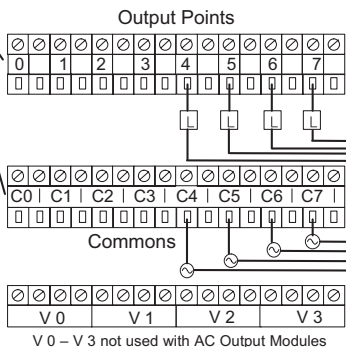 Output Points
0 1 2 3 4 5 6 7
L L L L
C0 | C1 | C2 | C3 | C4 | C5 | C6 | C7 |
Commons
V 0 V 1 V 2 V 3
V 0 – V 3 not used with AC Output Modules